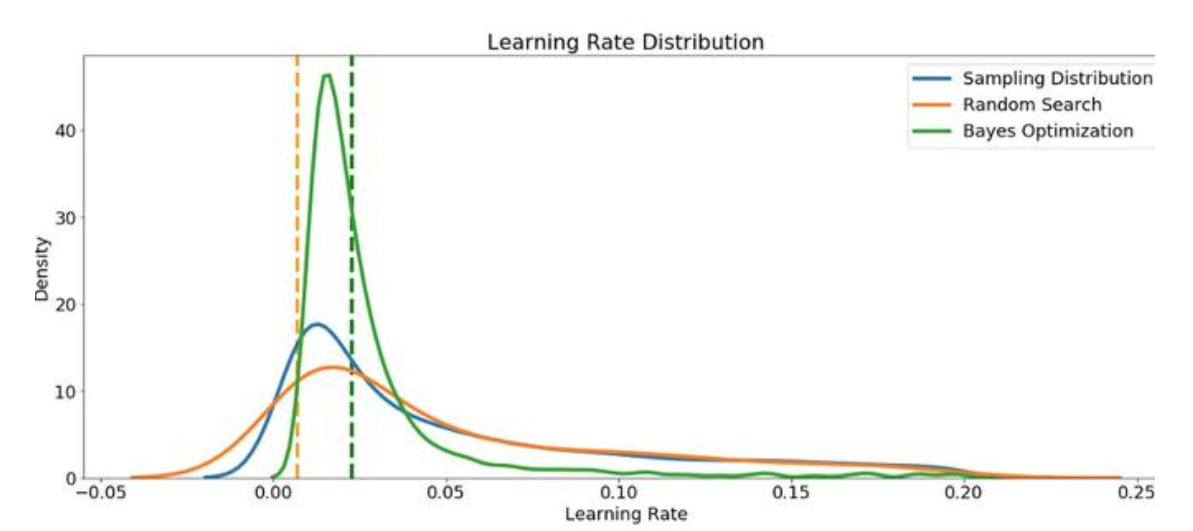 Learning Rate Distribution
Sampling Distribution
Random Search
Bayes Optimization
Density
40
30
20
10
0
−0.05
0.00
0.05
0.10
0.15
0.20
0.25
Learning Rate